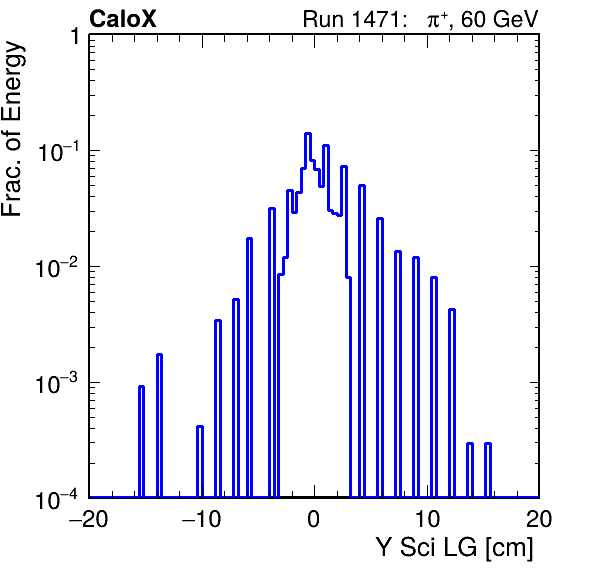 CaloX Run 1471: π⁺, 60 GeV
Frac. of Energy
1
10⁻¹
10⁻²
10⁻³
10⁻⁴
−20 −10 0 10 20
Y Sci LG [cm]